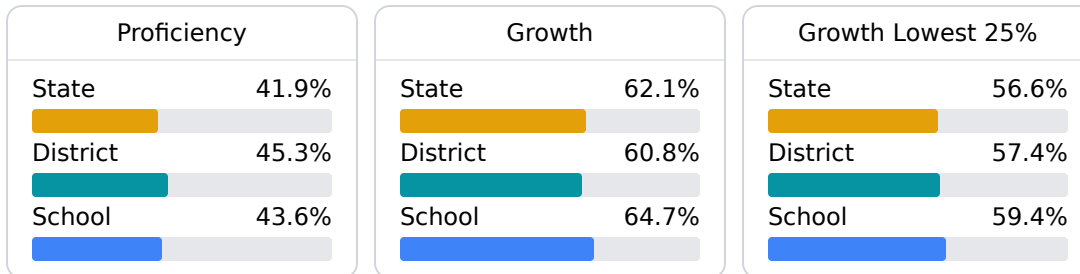 Proficiency
State 41.9%
District 45.3%
School 43.6%
Growth
State 62.1%
District 60.8%
School 64.7%
Growth Lowest 25%
State 56.6%
District 57.4%
School 59.4%